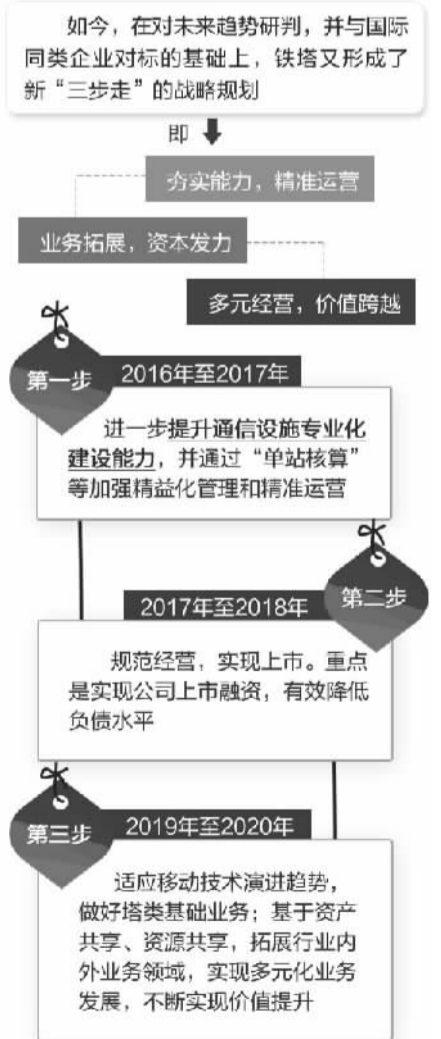 如今，在对未来趋势研判，并与国际
同类企业对标的基础上，铁塔又形成了
新“三步走”的战略规划
即
夯实能力，精准运营
业务拓展，资本发力
多元经营，价值跨越
第一步
2016年至2017年
进一步提升通信设施专业化
建设能力，并通过“单站核算”
等加强精益化管理和精准运营
第二步
2017年至2018年
规范经营，实现上市。重点
是实现公司上市融资，有效降低
负债水平
第三步
2019年至2020年
适应移动技术演进趋势，
做好塔类基础业务；基于资产
共享、资源共享，拓展行业内
外业务领域，实现多元化业务
发展，不断实现价值提升